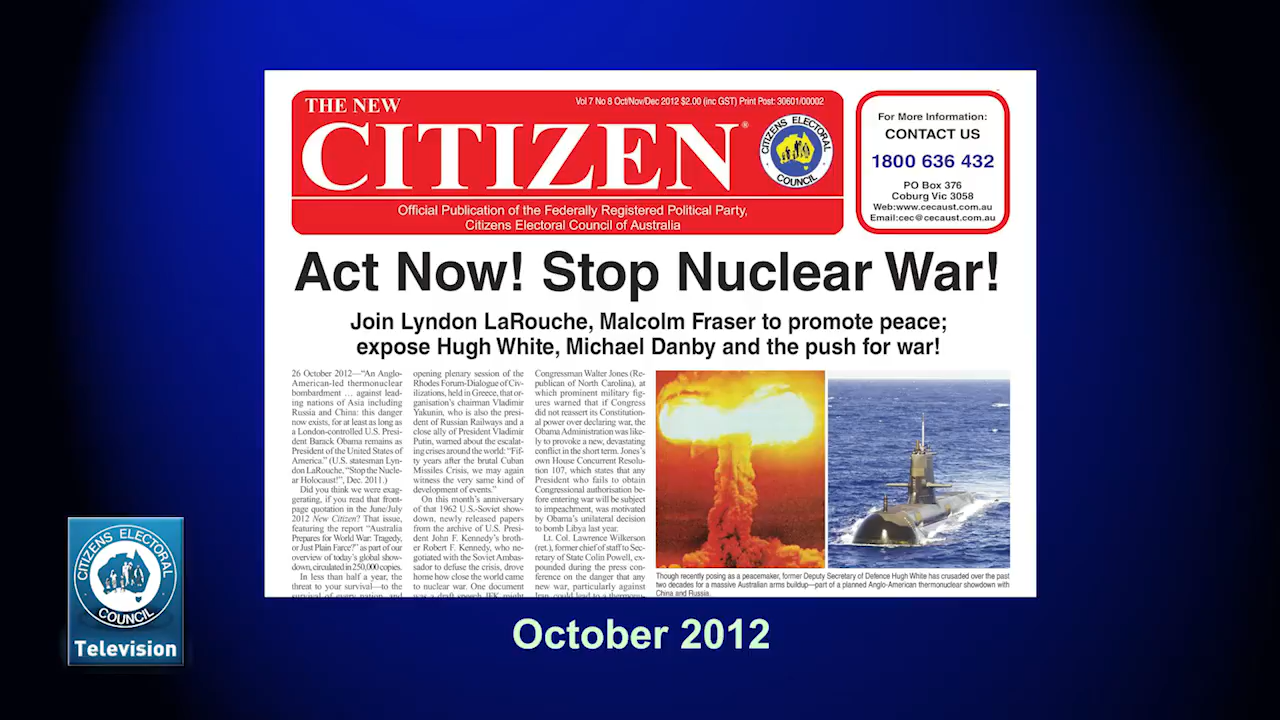 THE NEW
Vol 7 No 8 Oct/Nov/Dec 2012 $2.00 (inc GST) Print Post: 30601/00002
CITIZEN®
CITIZENS ELECTORAL
COUNCIL
Official Publication of the Federally Registered Political Party,
Citizens Electoral Council of Australia
For More Information:
CONTACT US
1800 636 432
PO Box 376
Coburg Vic 3058
Web:www.cecaust.com.au
Email:cec@cecaust.com.au
Act Now! Stop Nuclear War!
Join Lyndon LaRouche, Malcolm Fraser to promote peace;
expose Hugh White, Michael Danby and the push for war!
26 October 2012—“An Anglo-
American-led thermonuclear
bombardment … against lead-
ing nations of Asia including
Russia and China: this danger
now exists, for at least as long as
a London-controlled U.S. Presi-
dent Barack Obama remains as
President of the United States of
America.” (U.S. statesman Lyn-
don LaRouche, “Stop the Nucle-
ar Holocaust!”, Dec. 2011.)
Did you think we were exag-
gerating, if you read that front-
page quotation in the June/July
2012 New Citizen? That issue,
featuring the report “Australia
Prepares for World War: Tragedy,
or Just Plain Farce?” as part of our
overview of today’s global show-
down, circulated in 250,000 copies.
In less than half a year, the
threat to your survival—to the
survival of every nation, and
opening plenary session of the
Rhodes Forum-Dialogue of Civ-
ilizations, held in Greece, that or-
ganisation’s chairman Vladimir
Yakunin, who is also the presi-
dent of Russian Railways and a
close ally of President Vladimir
Putin, warned about the escalat-
ing crises around the world: “Fif-
ty years after the brutal Cuban
Missiles Crisis, we may again
witness the very same kind of
development of events.”
On this month’s anniversary
of that 1962 U.S.-Soviet show-
down, newly released papers
from the archive of U.S. Presi-
dent John F. Kennedy’s broth-
er Robert F. Kennedy, who ne-
gotiated with the Soviet Ambas-
sador to defuse the crisis, drove
home how close the world came
to nuclear war. One document
was a draft speech JFK might
Congressman Walter Jones (Re-
publican of North Carolina), at
which prominent military fig-
ures warned that if Congress
did not reassert its Constitution-
al power over declaring war, the
Obama Administration was like-
ly to provoke a new, devastating
conflict in the short term. Jones’s
own House Concurrent Resolu-
tion 107, which states that any
President who fails to obtain
Congressional authorisation be-
fore entering war will be subject
to impeachment, was motivated
by Obama’s unilateral decision
to bomb Libya last year.
Lt. Col. Lawrence Wilkerson
(ret.), former chief of staff to Sec-
retary of State Colin Powell, ex-
pounded during the press con-
ference on the danger that any
new war, particularly against
Iran, could lead to a thermonu-
Though recently posing as a peacemaker, former Deputy Secretary of Defence Hugh White has crusaded over the past
two decades for a massive Australian arms buildup—part of a planned Anglo-American thermonuclear showdown with
China and Russia.
October 2012
CITIZENS ELECTORAL
COUNCIL
Television